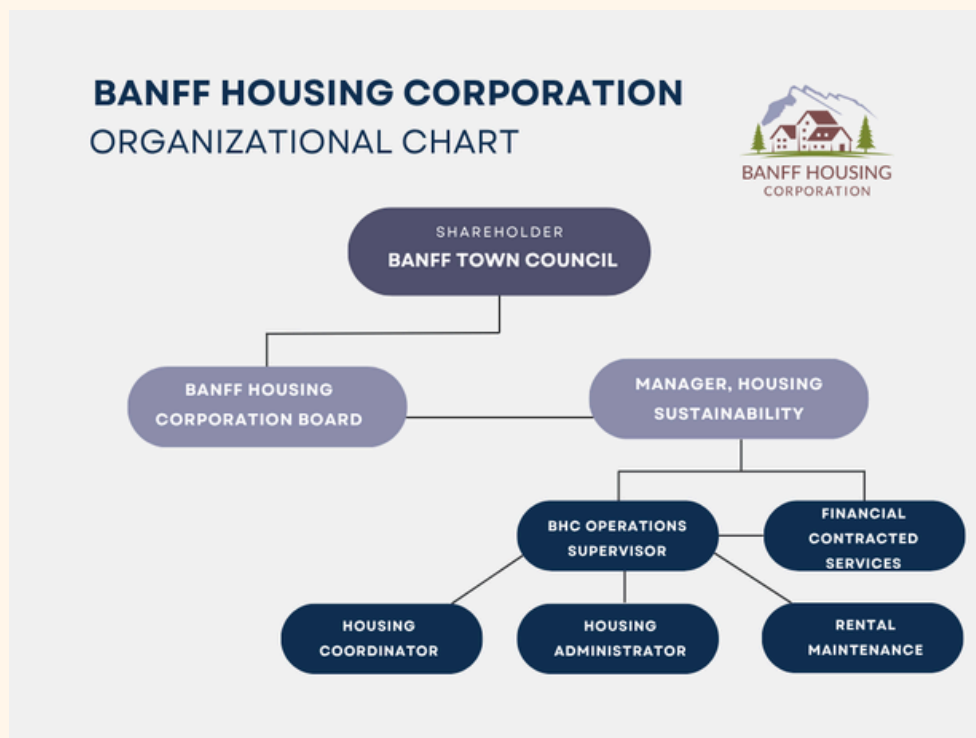 BANFF HOUSING CORPORATION
ORGANIZATIONAL CHART
BANFF HOUSING
CORPORATION
SHAREHOLDER
BANFF TOWN COUNCIL
BANFF HOUSING
CORPORATION BOARD
MANAGER, HOUSING
SUSTAINABILITY
BHC OPERATIONS
SUPERVISOR
FINANCIAL
CONTRACTED
SERVICES
HOUSING
COORDINATOR
HOUSING
ADMINISTRATOR
RENTAL
MAINTENANCE